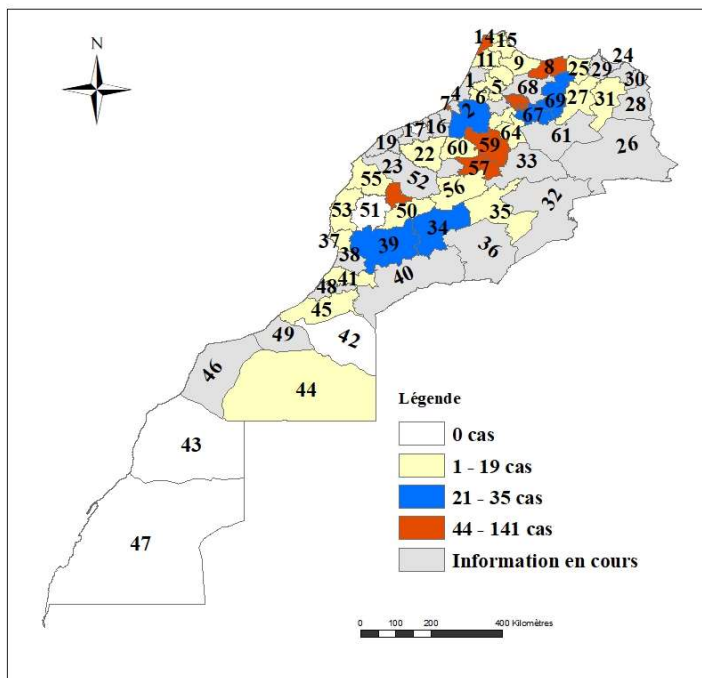 N
14 15
11 9 8 25 24
29
1 5 68 30
4 6 69 27 31
7 2 67 28
17 16
19 64 61 26
22 60 59
23 57 33
52
55 56 32
53 51 50 35
34
37 39 36
38
40
48 41
45
49 42
46
44
43
47
Légende
0 cas
1 - 19 cas
21 - 35 cas
44 - 141 cas
Information en cours
0 100 200 400 Kilomètres